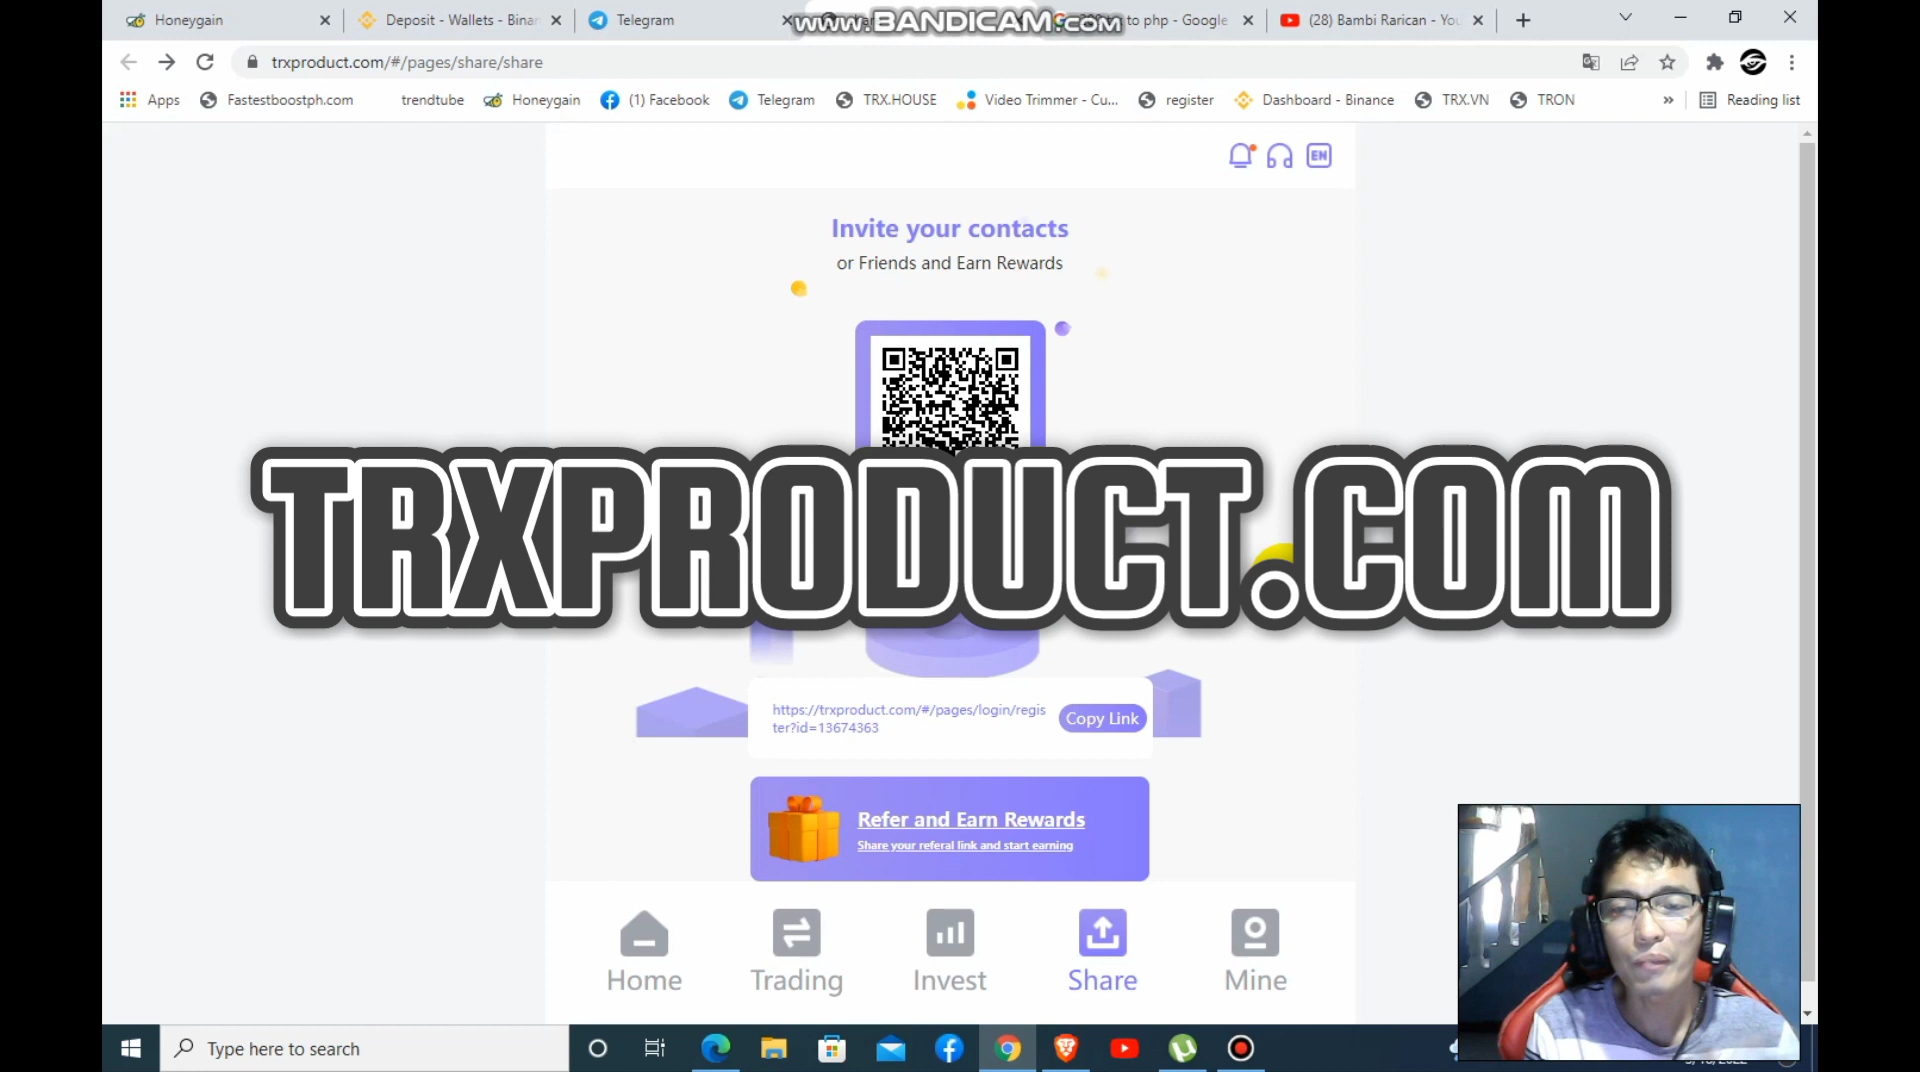 Honeygain
Deposit - Wallets - Binan
Telegram
www.BANDICAM.com
to php - Google
(28) Bambi Rarican - You
trxproduct.com/#/pages/share/share
Apps
Fastestboostph.com
trendtube
Honeygain
(1) Facebook
Telegram
TRX.HOUSE
Video Trimmer - Cu...
register
Dashboard - Binance
TRX.VN
TRON
»
Reading list
EN
Invite your contacts
or Friends and Earn Rewards
TRXPRODUCT.COM
https://trxproduct.com/#/pages/login/regis
ter?id=13674363
Copy Link
Refer and Earn Rewards
Share your referal link and start earning
Home
Trading
Invest
Share
Mine
Type here to search